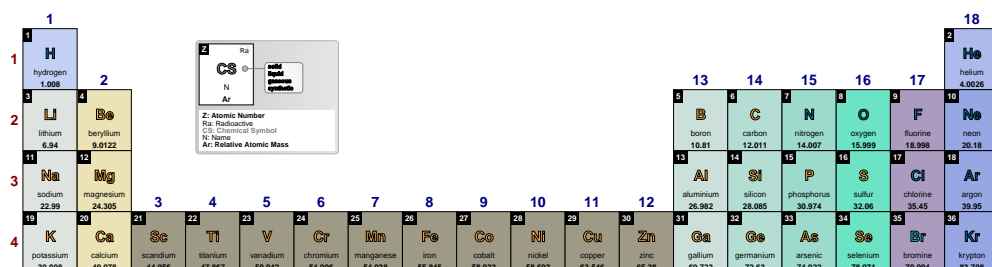 1 18
1 2
H He
hydrogen helium
1.008 4.0026
Z Ra
CS
N
Ar
solid
liquid
gaseous
synthetic
Z: Atomic Number
Ra: Radioactive
CS: Chemical Symbol
N: Name
Ar: Relative Atomic Mass
1
2 13 14 15 16 17
3 4 5 6 7 8 9 10
Li Be B C N O F Ne
lithium beryllium boron carbon nitrogen oxygen fluorine neon
6.94 9.0122 10.81 12.011 14.007 15.999 18.998 20.18
2
11 12 13 14 15 16 17 18
Na Mg Al Si P S Cl Ar
sodium magnesium aluminium silicon phosphorus sulfur chlorine argon
22.99 24.305 26.982 28.085 30.974 32.06 35.45 39.95
3
3 4 5 6 7 8 9 10 11 12
19 20 21 22 23 24 25 26 27 28 29 30 31 32 33 34 35 36
K Ca Sc Ti V Cr Mn Fe Co Ni Cu Zn Ga Ge As Se Br Kr
4
potassium calcium scandium titanium vanadium chromium manganese iron cobalt nickel copper zinc gallium germanium arsenic selenium bromine krypton